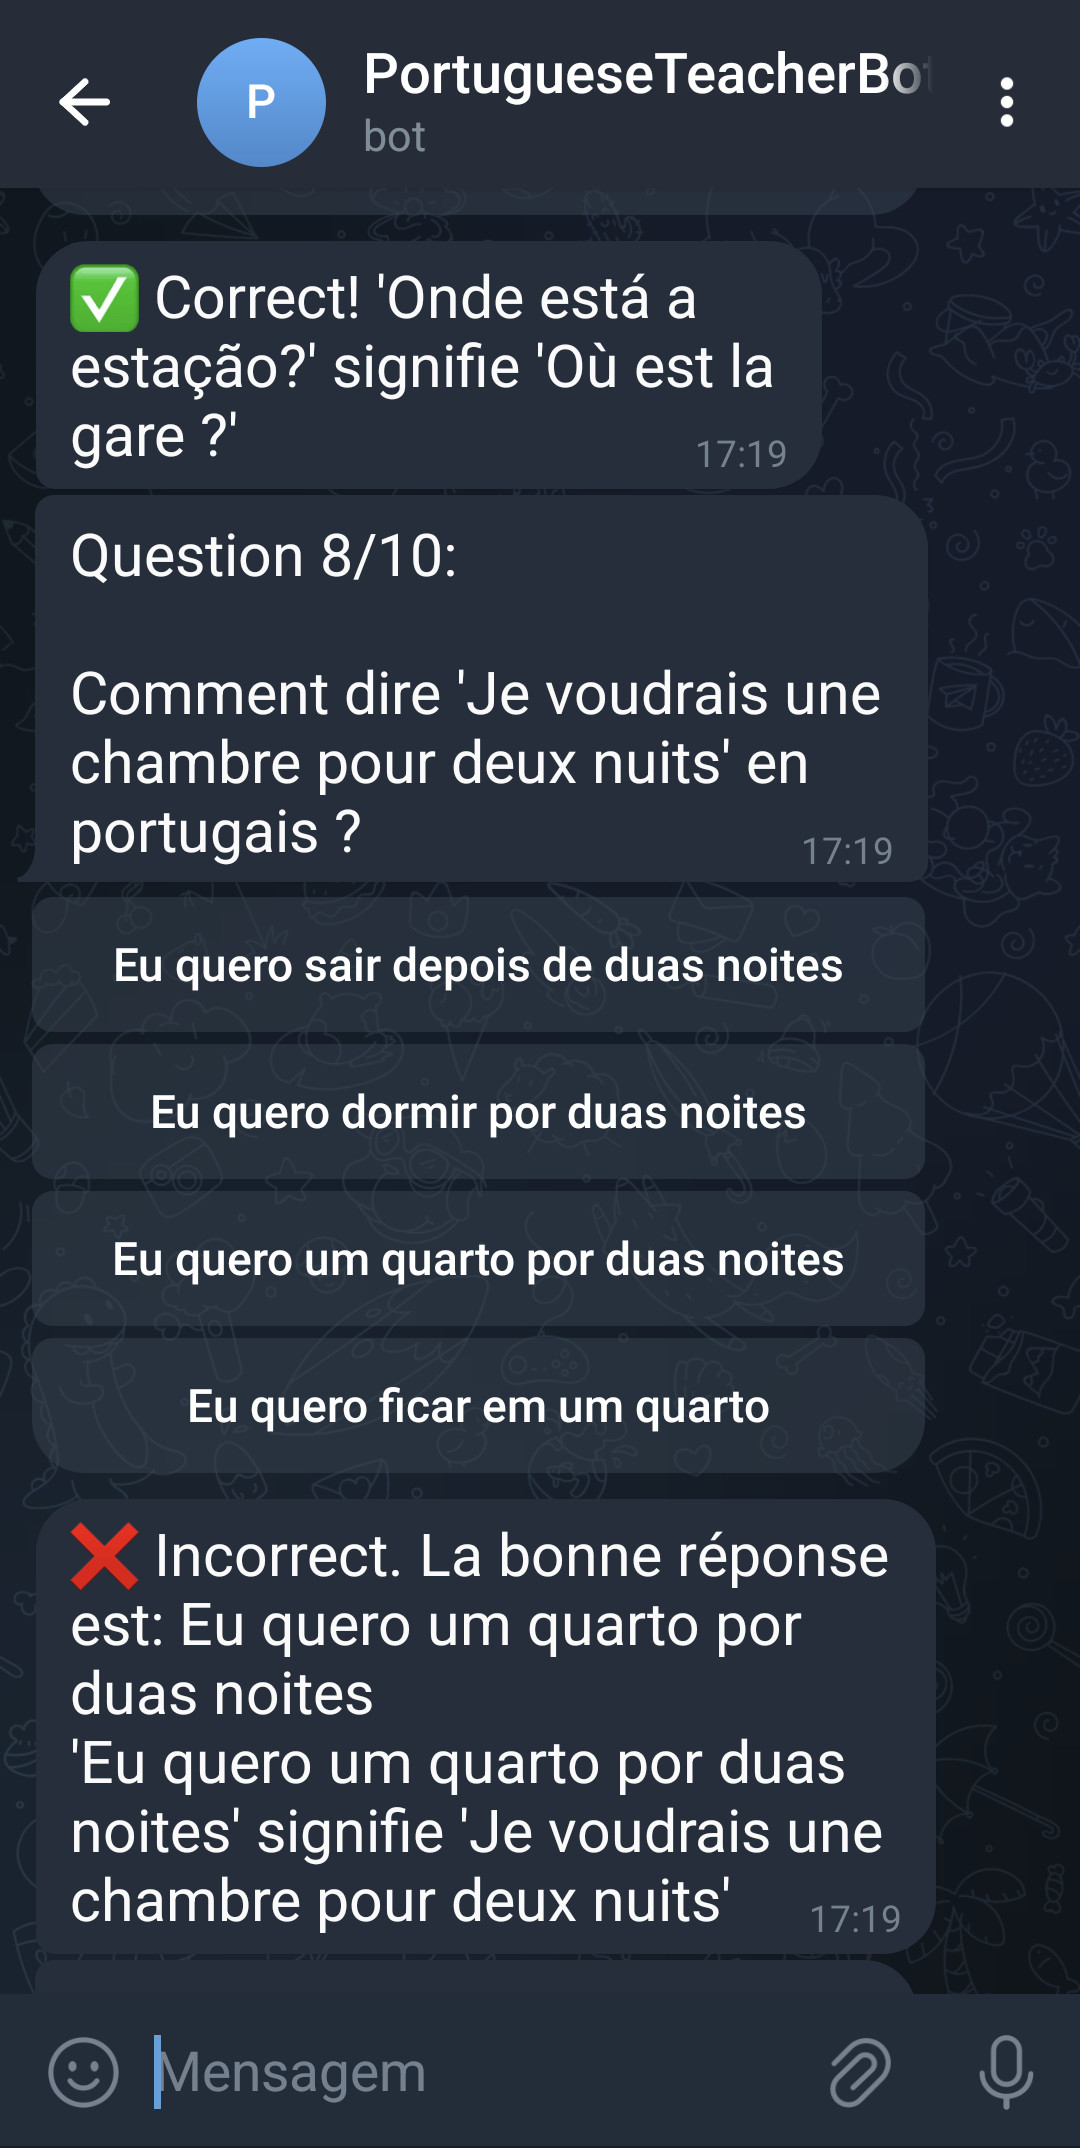 P
PortugueseTeacherBot
bot
✅ Correct! 'Onde está a
estação?' signifie 'Où est la
gare ?'
17:19
Question 8/10:
Comment dire 'Je voudrais une
chambre pour deux nuits' en
portugais ?
17:19
Eu quero sair depois de duas noites
Eu quero dormir por duas noites
Eu quero um quarto por duas noites
Eu quero ficar em um quarto
❌ Incorrect. La bonne réponse
est: Eu quero um quarto por
duas noites
'Eu quero um quarto por duas
noites' signifie 'Je voudrais une
chambre pour deux nuits'
17:19
Mensagem